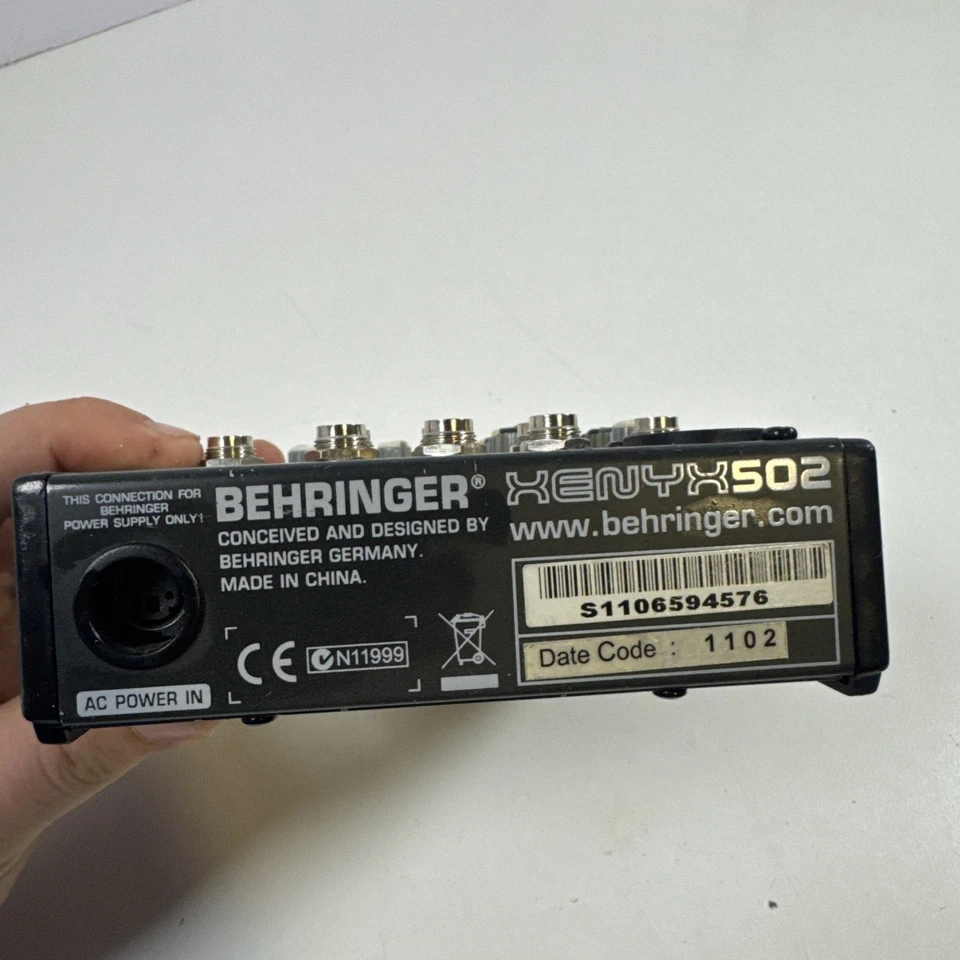 THIS CONNECTION FOR
BEHRINGER
POWER SUPPLY ONLY!
AC POWER IN
BEHRINGER®
CONCEIVED AND DESIGNED BY
BEHRINGER GERMANY.
MADE IN CHINA.
CE N11999
XENYX502
www.behringer.com
S1106594576
Date Code : 1102